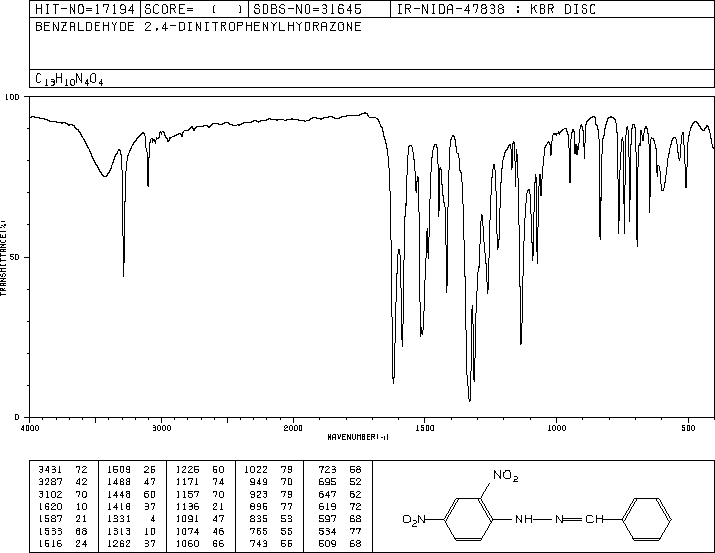 HIT-NO=17194 SCORE= ( ) SDBS-NO=31645 IR-NIDA-47838 : KBR DISC
BENZALDEHYDE 2,4-DINITROPHENYLHYDRAZONE
C13H10N4O4
100
50
0
TRANSMITTANCE(%)
4000 3000 2000 1500 1000 500
WAVENUMBER(-1)
3431 72 1509 26 1226 50 1022 79 723 58
3287 42 1488 47 1171 74 949 70 695 52
3102 70 1448 60 1157 70 923 79 647 62
1620 10 1418 37 1136 21 896 77 619 72
1587 21 1331 4 1091 47 835 53 597 68
1533 68 1313 10 1074 46 765 55 534 77
1516 24 1262 37 1060 66 743 55 509 68
NO2
O2N NH N CH